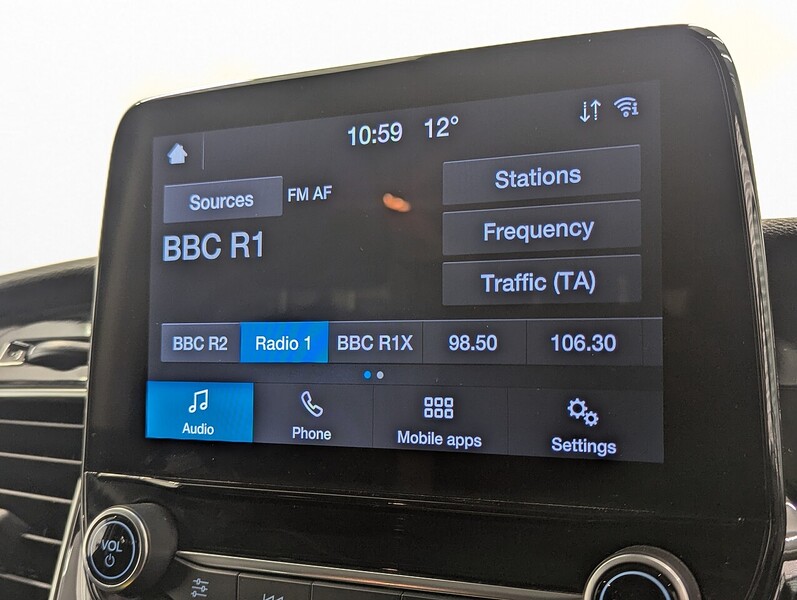 10:59 12°
Sources FM AF
BBC R1
Stations
Frequency
Traffic (TA)
BBC R2 Radio 1 BBC R1X 98.50 106.30
Audio Phone Mobile apps Settings
VOL